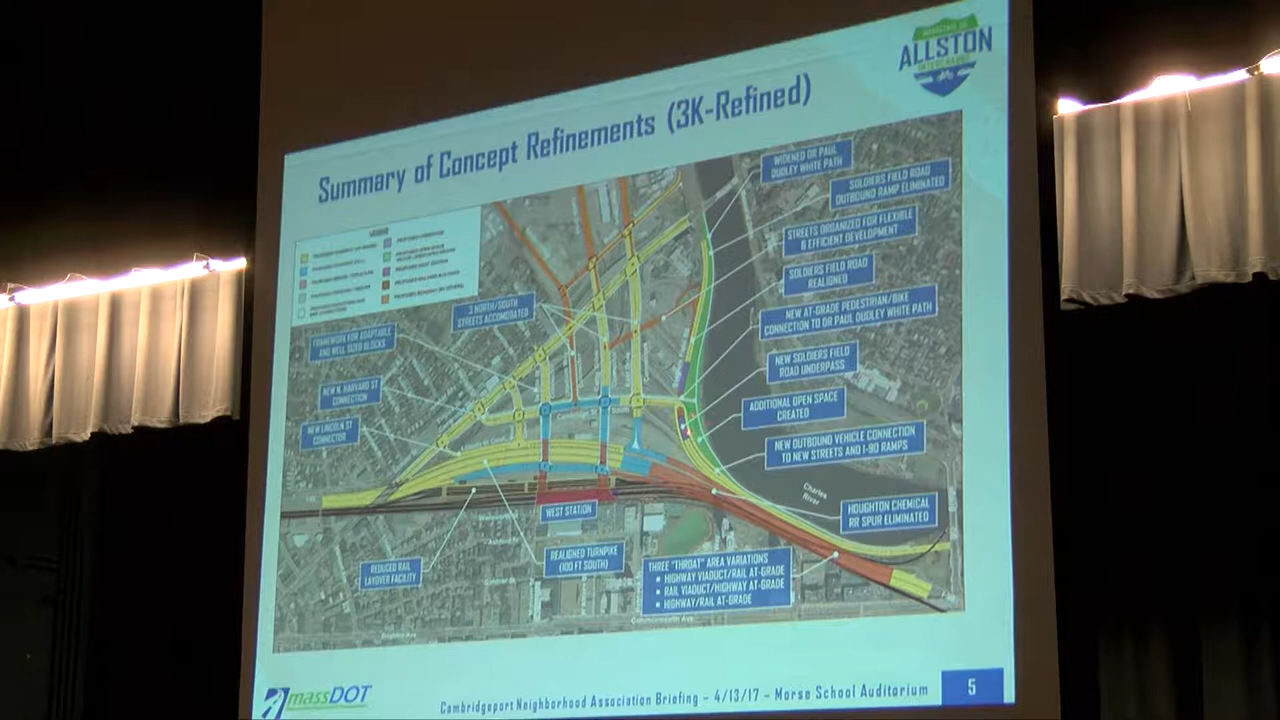 ALLSTON
INTERCHANGE
Summary of Concept Refinements (3K-Refined)
WIDENED DR PAUL
DUDLEY WHITE PATH
SOLDIERS FIELD ROAD
OUTBOUND RAMP ELIMINATED
STREETS ORGANIZED FOR FLEXIBLE
& EFFICIENT DEVELOPMENT
SOLDIERS FIELD ROAD
REALIGNED
NEW AT-GRADE PEDESTRIAN/BIKE
CONNECTION TO DR PAUL DUDLEY WHITE PATH
NEW SOLDIERS FIELD
ROAD UNDERPASS
ADDITIONAL OPEN SPACE
CREATED
NEW OUTBOUND VEHICLE CONNECTION
TO NEW STREETS AND I-90 RAMPS
HOUGHTON CHEMICAL
RR SPUR ELIMINATED
LEGEND
3 NORTH/SOUTH
STREETS ACCOMODATED
FRAMEWORK FOR ADAPTABLE
AND WELL SIZED BLOCKS
NEW N. HARVARD ST
CONNECTION
NEW LINCOLN ST
CONNECTOR
Charles
River
WEST STATION
REDUCED RAIL
LAYOVER FACILITY
REALIGNED TURNPIKE
(100 FT SOUTH)
THREE "THROAT" AREA VARIATIONS
▪ HIGHWAY VIADUCT/RAIL AT-GRADE
▪ RAIL VIADUCT/HIGHWAY AT-GRADE
▪ HIGHWAY/RAIL AT-GRADE
Commonwealth Ave
Brighton Ave
massDOT
Cambridgeport Neighborhood Association Briefing – 4/13/17 – Morse School Auditorium
5